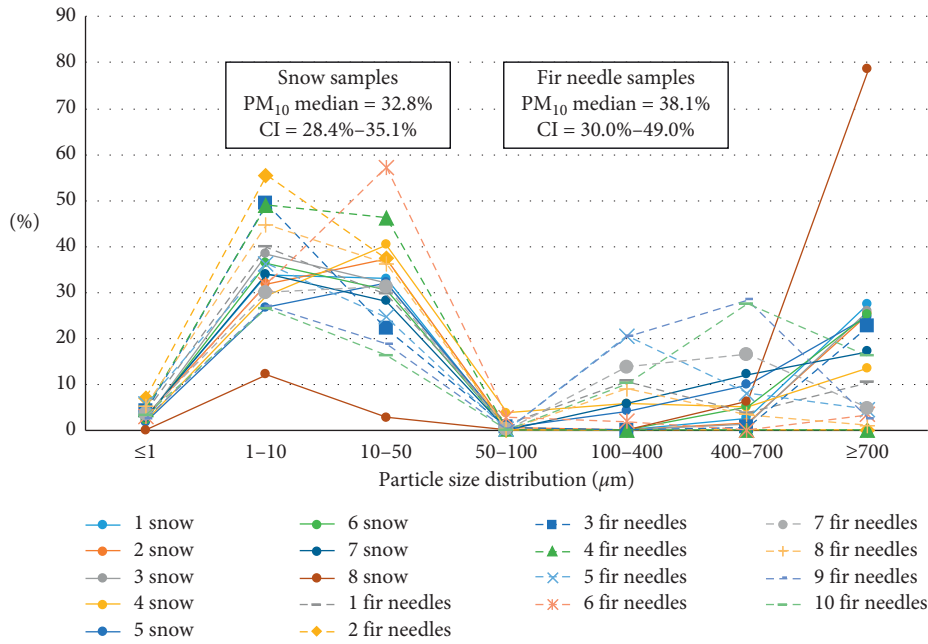 90
80
70
60
50
40
30
20
10
0
(%)
Snow samples
PM10 median = 32.8%
CI = 28.4%–35.1%
Fir needle samples
PM10 median = 38.1%
CI = 30.0%–49.0%
≤1 1–10 10–50 50–100 100–400 400–700 ≥700
Particle size distribution (μm)
1 snow
2 snow
3 snow
4 snow
5 snow
6 snow
7 snow
8 snow
1 fir needles
2 fir needles
3 fir needles
4 fir needles
5 fir needles
6 fir needles
7 fir needles
8 fir needles
9 fir needles
10 fir needles